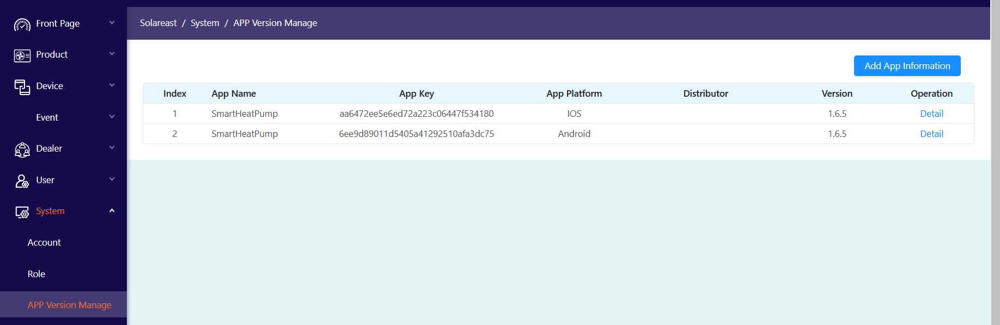 Front Page
Product
Device
Event
Dealer
User
System
Account
Role
APP Version Manage
Solareast / System / APP Version Manage
Add App Information
Index App Name App Key App Platform Distributor Version Operation
1 SmartHeatPump aa6472ee5e6ed72a223c06447f534180 IOS 1.6.5 Detail
2 SmartHeatPump 6ee9d89011d5405a41292510afa3dc75 Android 1.6.5 Detail